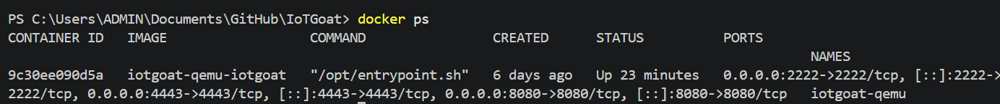 PS C:\Users\ADMIN\Documents\GitHub\IoTGoat> docker ps
CONTAINER ID   IMAGE                  COMMAND                CREATED      STATUS          PORTS
NAMES
9c30ee090d5a   iotgoat-qemu-iotgoat   "/opt/entrypoint.sh"   6 days ago   Up 23 minutes   0.0.0.0:2222->2222/tcp, [::]:2222->
2222/tcp, 0.0.0.0:4443->4443/tcp, [::]:4443->4443/tcp, 0.0.0.0:8080->8080/tcp, [::]:8080->8080/tcp   iotgoat-qemu